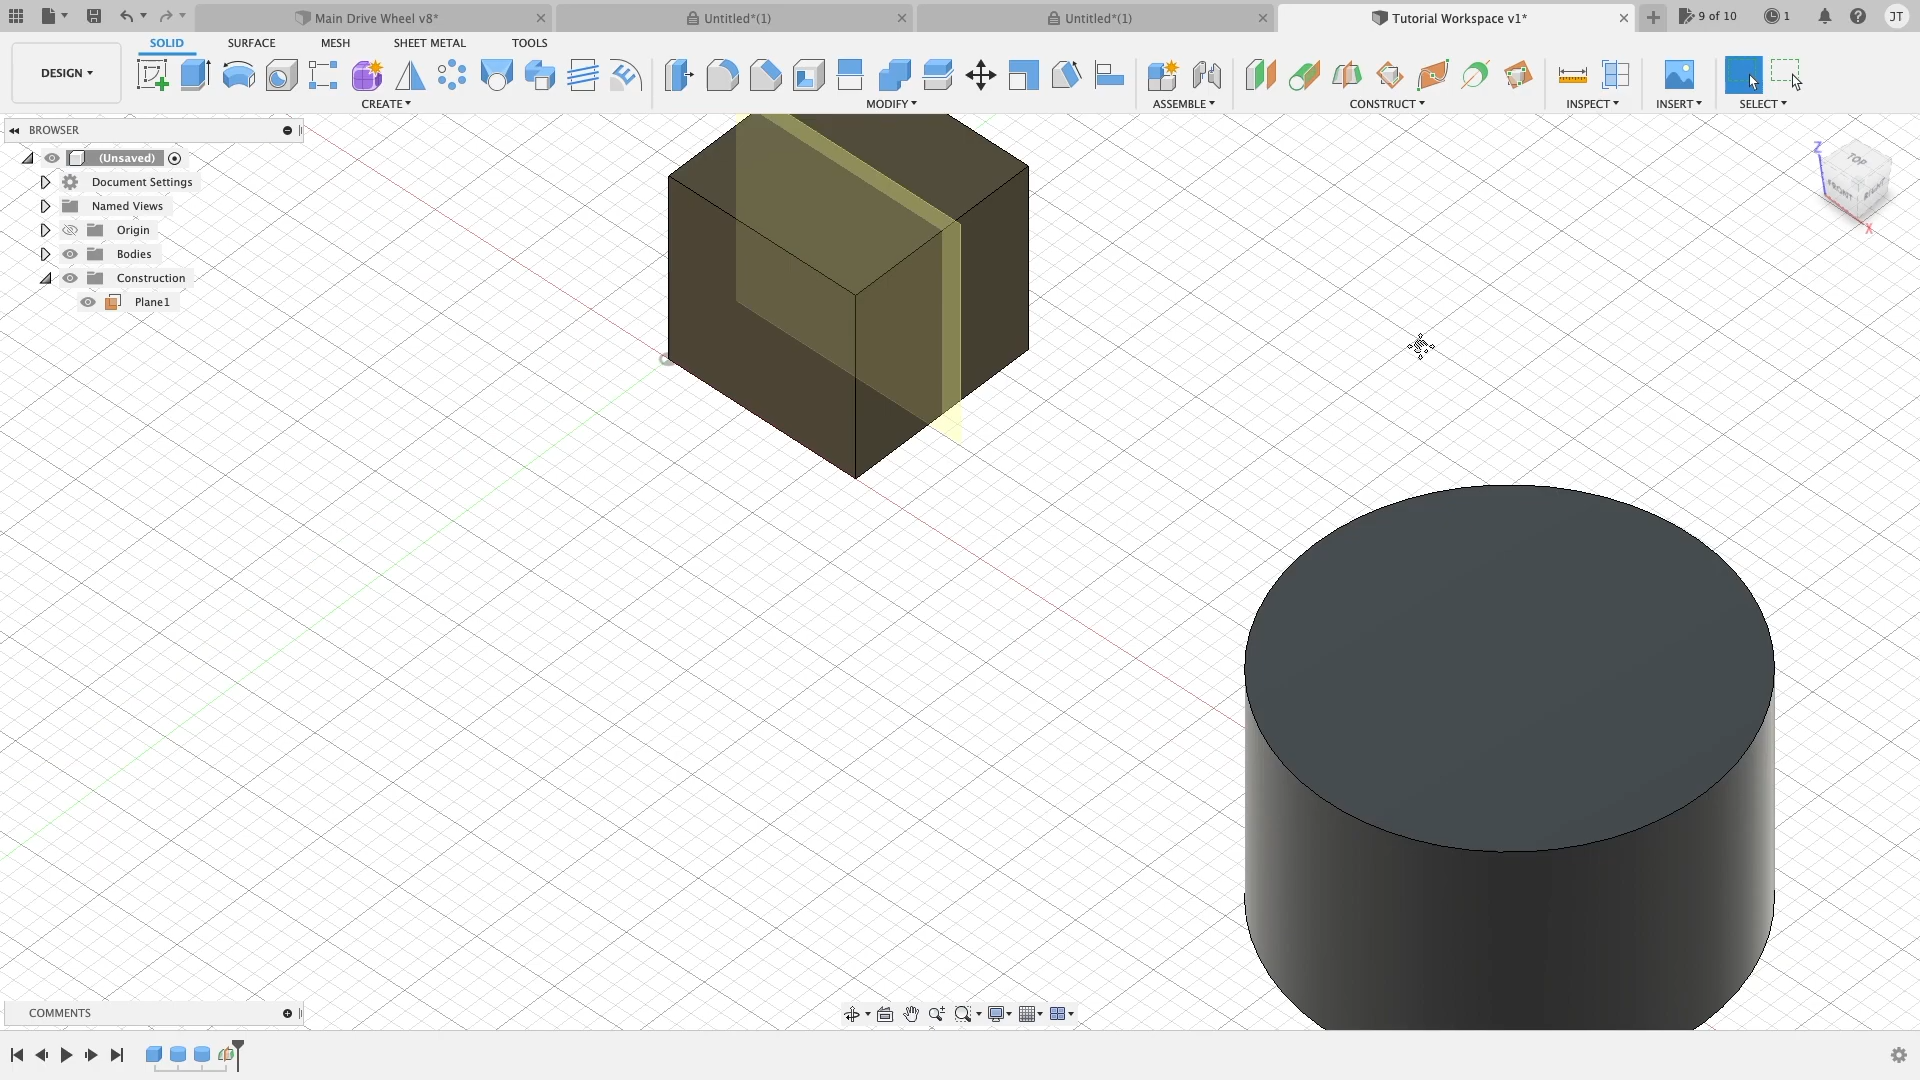 Main Drive Wheel v8*
Untitled*(1)
Untitled*(1)
Tutorial Workspace v1*
9 of 10
1
JT
DESIGN
SOLID
SURFACE
MESH
SHEET METAL
TOOLS
CREATE
MODIFY
ASSEMBLE
CONSTRUCT
INSPECT
INSERT
SELECT
BROWSER
(Unsaved)
Document Settings
Named Views
Origin
Bodies
Construction
Plane1
Z
TOP
FRONT
RIGHT
X
COMMENTS